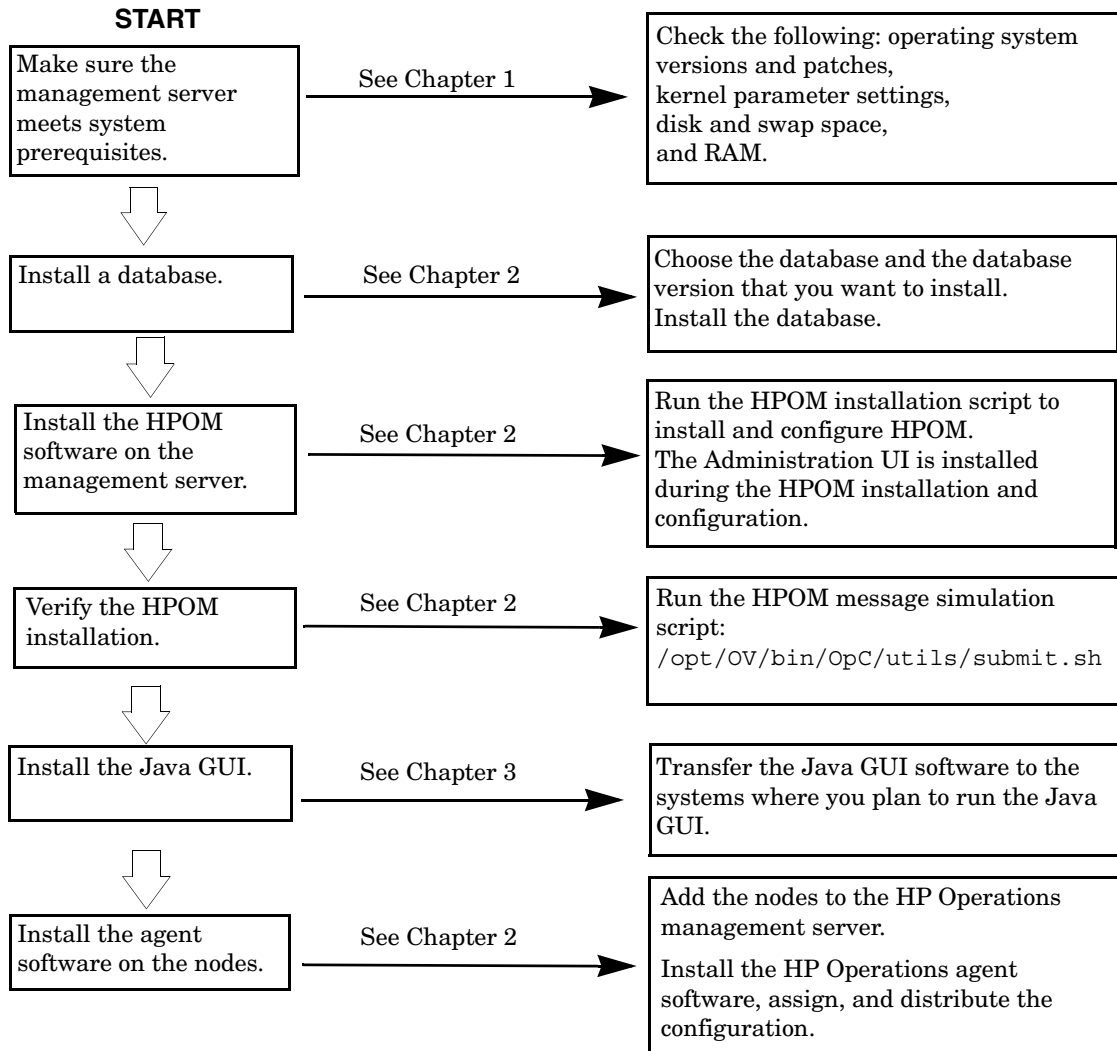 START
Make sure the
management server
meets system
prerequisites.
See Chapter 1
Check the following: operating system
versions and patches,
kernel parameter settings,
disk and swap space,
and RAM.
Install a database.
See Chapter 2
Choose the database and the database
version that you want to install.
Install the database.
Install the HPOM
software on the
management server.
See Chapter 2
Run the HPOM installation script to
install and configure HPOM.
The Administration UI is installed
during the HPOM installation and
configuration.
Verify the HPOM
installation.
See Chapter 2
Run the HPOM message simulation
script:
/opt/OV/bin/OpC/utils/submit.sh
Install the Java GUI.
See Chapter 3
Transfer the Java GUI software to the
systems where you plan to run the Java
GUI.
Install the agent
software on the nodes.
See Chapter 2
Add the nodes to the HP Operations
management server.
Install the HP Operations agent
software, assign, and distribute the
configuration.